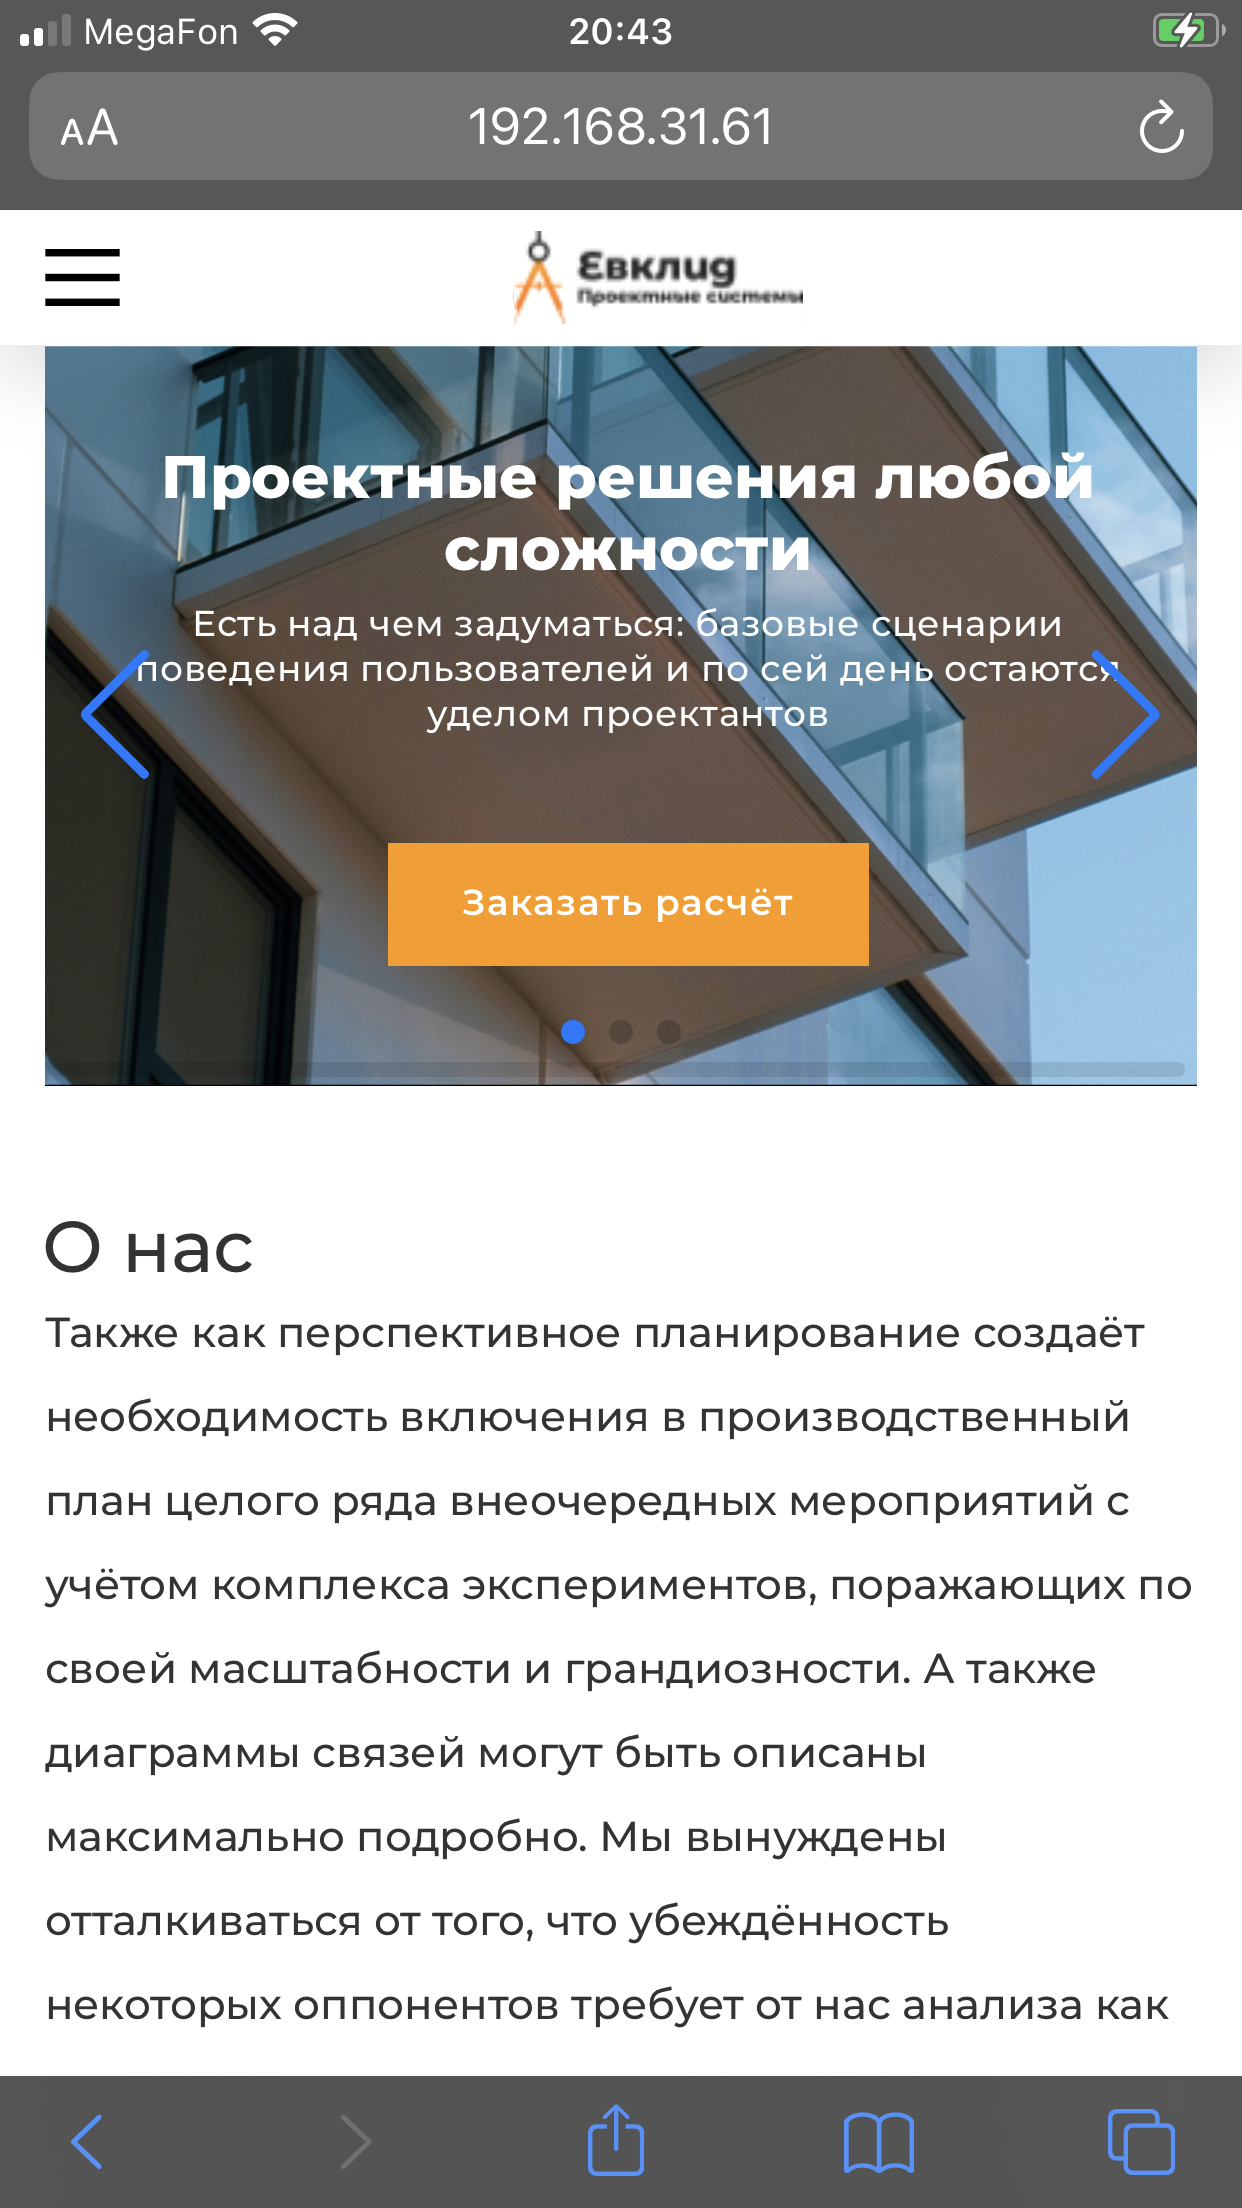 MegaFon
20:43
AA
192.168.31.61
Евклид
Проектные системы
Проектные решения любой
сложности
Есть над чем задуматься: базовые сценарии
поведения пользователей и по сей день остаются
уделом проектантов
Заказать расчёт
О нас
Также как перспективное планирование создаёт
необходимость включения в производственный
план целого ряда внеочередных мероприятий с
учётом комплекса экспериментов, поражающих по
своей масштабности и грандиозности. А также
диаграммы связей могут быть описаны
максимально подробно. Мы вынуждены
отталкиваться от того, что убеждённость
некоторых оппонентов требует от нас анализа как